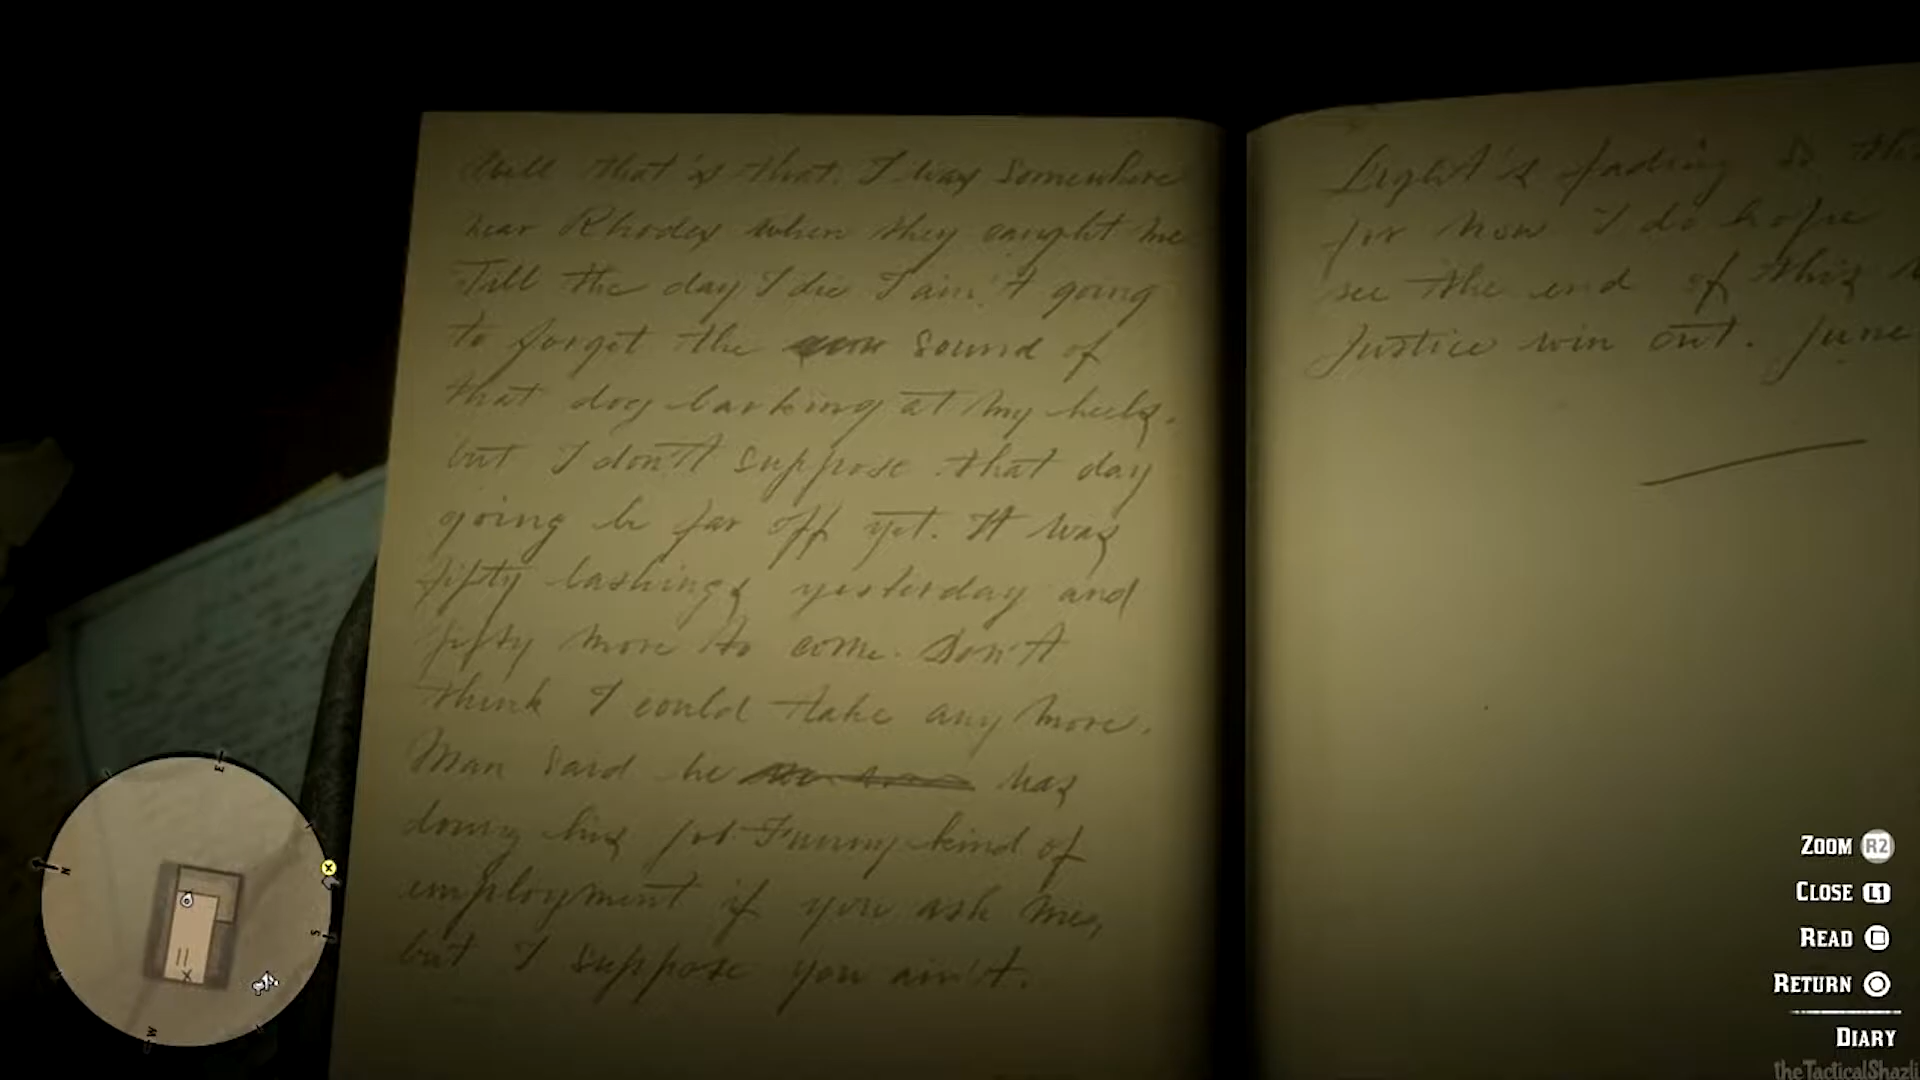 Well that is that. I was somewhere
near Rhodes when they caught me
Till the day I die I ain't going
to forget the sound of
that dog barking at my heels.
but I don't suppose that day
going be far off yet. It was
fifty lashings yesterday and
fifty more to come. Don't
think I could take any more.
Man said he was
doing his job. Funny kind of
employment if you ask me,
but I suppose you ain't.
Light is fading so
for now I do hope
see the end of this
Justice win out. June
N
E
S
W
ZOOM R2
CLOSE L1
READ
RETURN
DIARY
theTacticalShazli